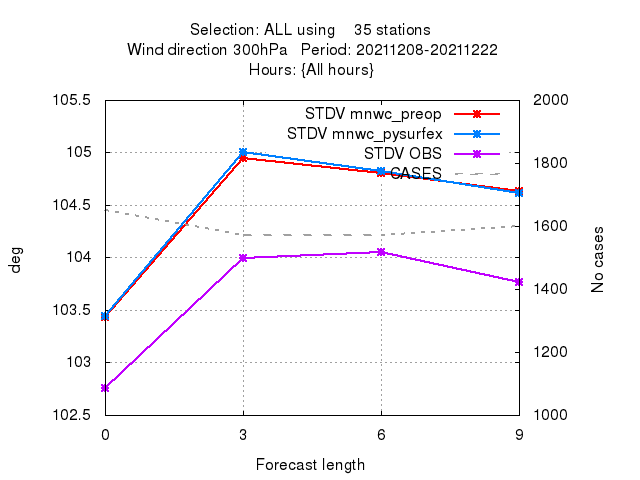 Selection: ALL using    35 stations
Wind direction 300hPa   Period: 20211208-20211222
Hours: {All hours}
STDV mnwc_preop
STDV mnwc_pysurfex
STDV OBS
CASES
105.5
105
104.5
104
103.5
103
102.5
deg
2000
1800
1600
1400
1200
1000
No cases
0 3 6 9
Forecast length